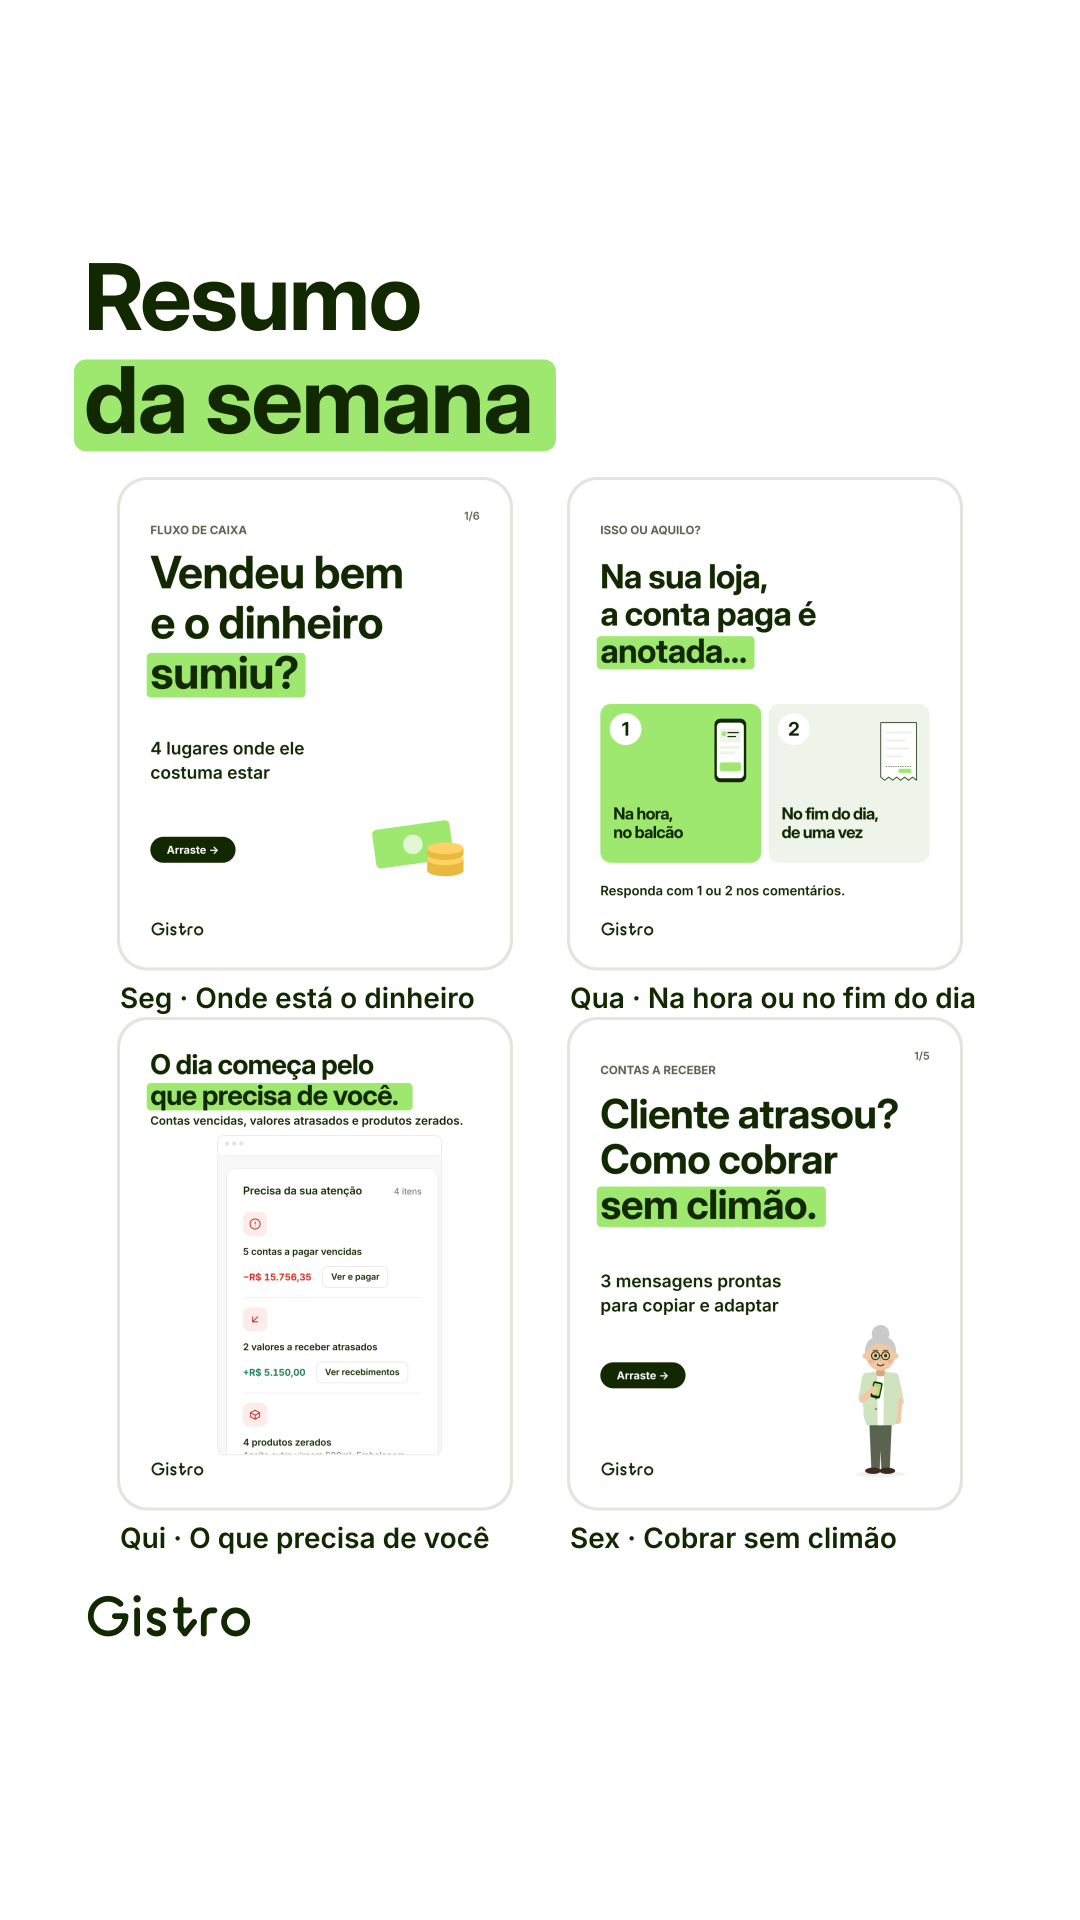 Resumo
da semana
1/6
FLUXO DE CAIXA
Vendeu bem
e o dinheiro
sumiu?
4 lugares onde ele
costuma estar
Arraste →
Gistro
Seg · Onde está o dinheiro
ISSO OU AQUILO?
Na sua loja,
a conta paga é
anotada...
1
Na hora,
no balcão
2
No fim do dia,
de uma vez
Responda com 1 ou 2 nos comentários.
Gistro
Qua · Na hora ou no fim do dia
O dia começa pelo
que precisa de você.
Contas vencidas, valores atrasados e produtos zerados.
Precisa da sua atenção
4 itens
5 contas a pagar vencidas
−R$ 15.756,35
Ver e pagar
2 valores a receber atrasados
+R$ 5.150,00
Ver recebimentos
4 produtos zerados
Gistro
Qui · O que precisa de você
1/5
CONTAS A RECEBER
Cliente atrasou?
Como cobrar
sem climão.
3 mensagens prontas
para copiar e adaptar
Arraste →
Gistro
Sex · Cobrar sem climão
Gistro